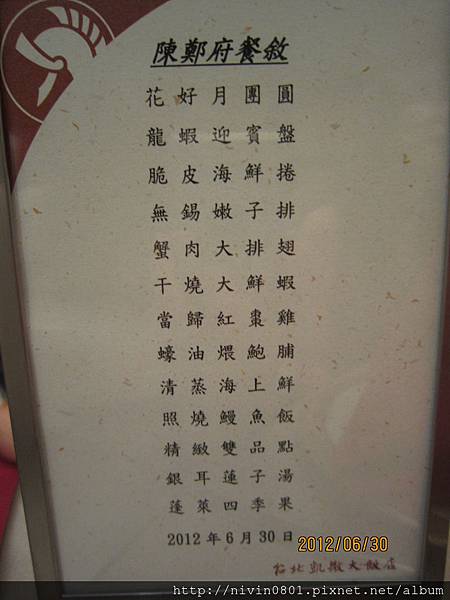 陳鄭府餐敘
花好月團圓
龍蝦迎賓盤
脆皮海鮮捲
無錫嫩子排
蟹肉大排翅
干燒大鮮蝦
當歸紅棗雞
蠔油煨鮑脯
清蒸海上鮮
照燒鰻魚飯
精緻雙品點
銀耳蓮子湯
蓬萊四季果
2012年6月30日
2012/06/30
台北凱撒大飯店
http://nivin0801.pixnet.net/album